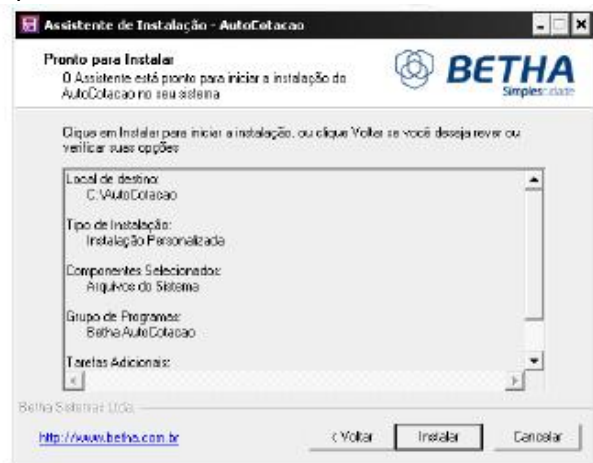 Assistente de Instalação - AutoCotacao
Pronto para Instalar
O Assistente está pronto para iniciar a instalação do
AutoCotacao no seu sistema
BETHA
Simplescidade
Clique em Instalar para iniciar a instalação, ou clique Voltar se você deseja rever ou
verificar suas opções
Local de destino:
C:\AutoCotacao
Tipo de Instalação:
Instalação Personalizada
Componentes Selecionados:
Arquivos do Sistema
Grupo de Programas:
Betha AutoCotacao
Tarefas Adicionais:
Betha Sistemas Ltda.
http://www.betha.com.br
< Voltar
Instalar
Cancelar